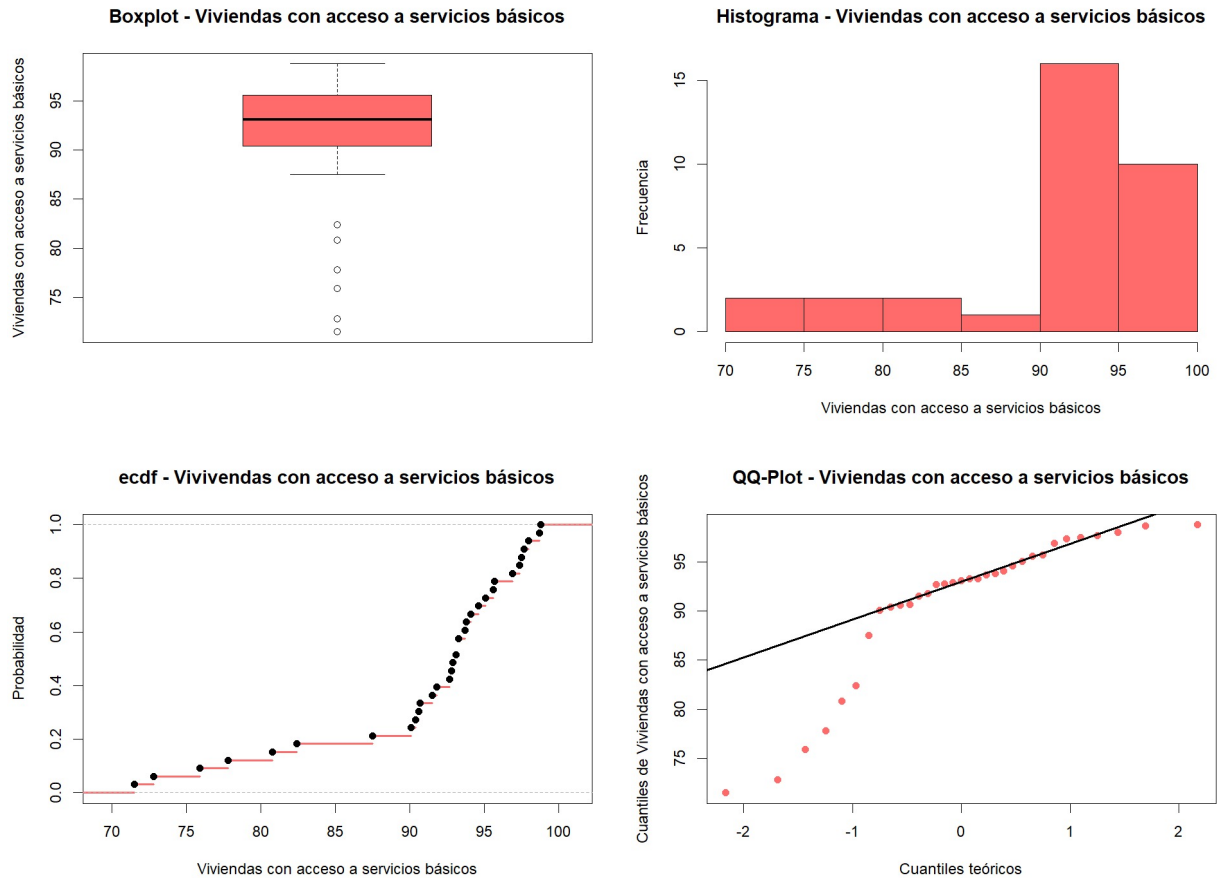 Boxplot - Viviendas con acceso a servicios básicos
Viviendas con acceso a servicios básicos
95
90
85
80
75
Histograma - Viviendas con acceso a servicios básicos
Frecuencia
15
10
5
0
70 75 80 85 90 95 100
Viviendas con acceso a servicios básicos
ecdf - Vivivendas con acceso a servicios básicos
Probabilidad
1.0
0.8
0.6
0.4
0.2
0.0
70 75 80 85 90 95 100
Viviendas con acceso a servicios básicos
QQ-Plot - Viviendas con acceso a servicios básicos
Cuantiles de Viviendas con acceso a servicios básicos
95
90
85
80
75
-2 -1 0 1 2
Cuantiles teóricos